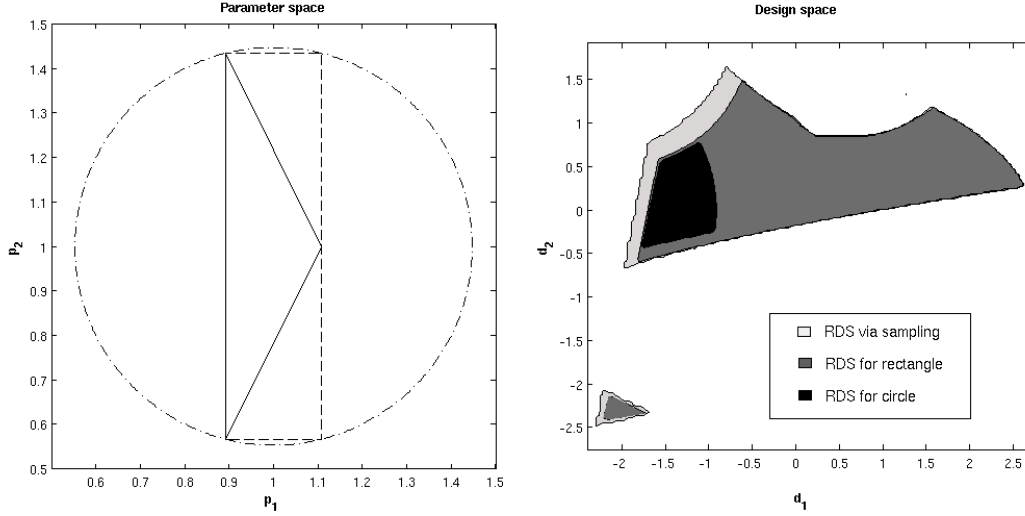 Parameter space
1.5
1.4
1.3
1.2
1.1
1
0.9
0.8
0.7
0.6
0.5
p2
0.6 0.7 0.8 0.9 1 1.1 1.2 1.3 1.4 1.5
p1
Design space
1.5
1
0.5
0
-0.5
-1
-1.5
-2
-2.5
d2
RDS via sampling
RDS for rectangle
RDS for circle
-2 -1.5 -1 -0.5 0 0.5 1 1.5 2 2.5
d1